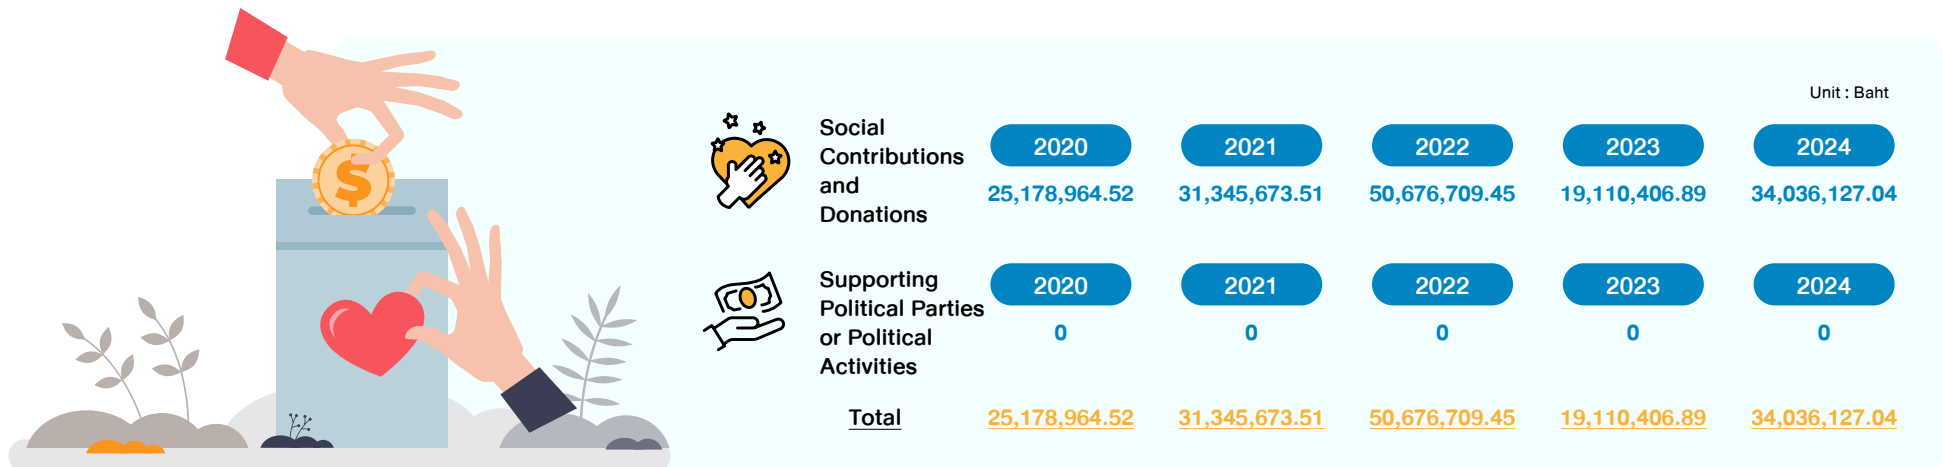 Unit : Baht
Social
Contributions
and
Donations
2020 2021 2022 2023 2024
25,178,964.52 31,345,673.51 50,676,709.45 19,110,406.89 34,036,127.04
Supporting
Political Parties
or Political
Activities
2020 2021 2022 2023 2024
0 0 0 0 0
Total 25,178,964.52 31,345,673.51 50,676,709.45 19,110,406.89 34,036,127.04
$